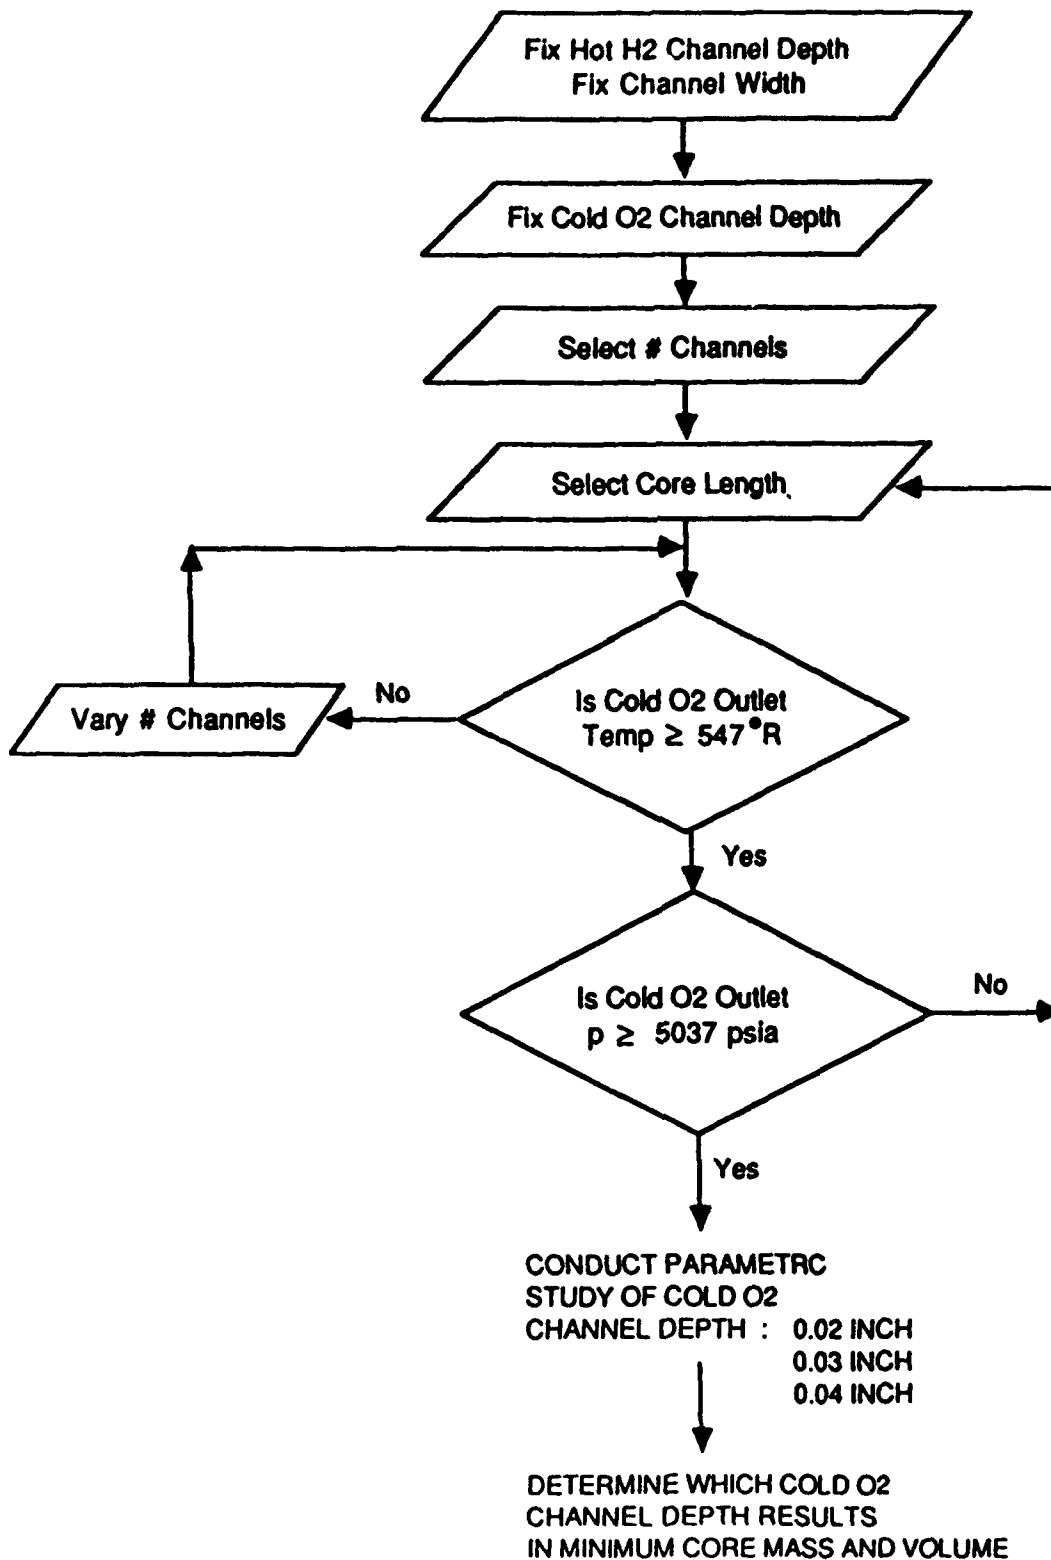 Fix Hot H2 Channel Depth
Fix Channel Width
Fix Cold O2 Channel Depth
Select # Channels
Select Core Length
Vary # Channels
No
Is Cold O2 Outlet
Temp ≥ 547°R
Yes
Is Cold O2 Outlet
p ≥ 5037 psia
No
Yes
CONDUCT PARAMETRC
STUDY OF COLD O2
CHANNEL DEPTH : 0.02 INCH
0.03 INCH
0.04 INCH
DETERMINE WHICH COLD O2
CHANNEL DEPTH RESULTS
IN MINIMUM CORE MASS AND VOLUME